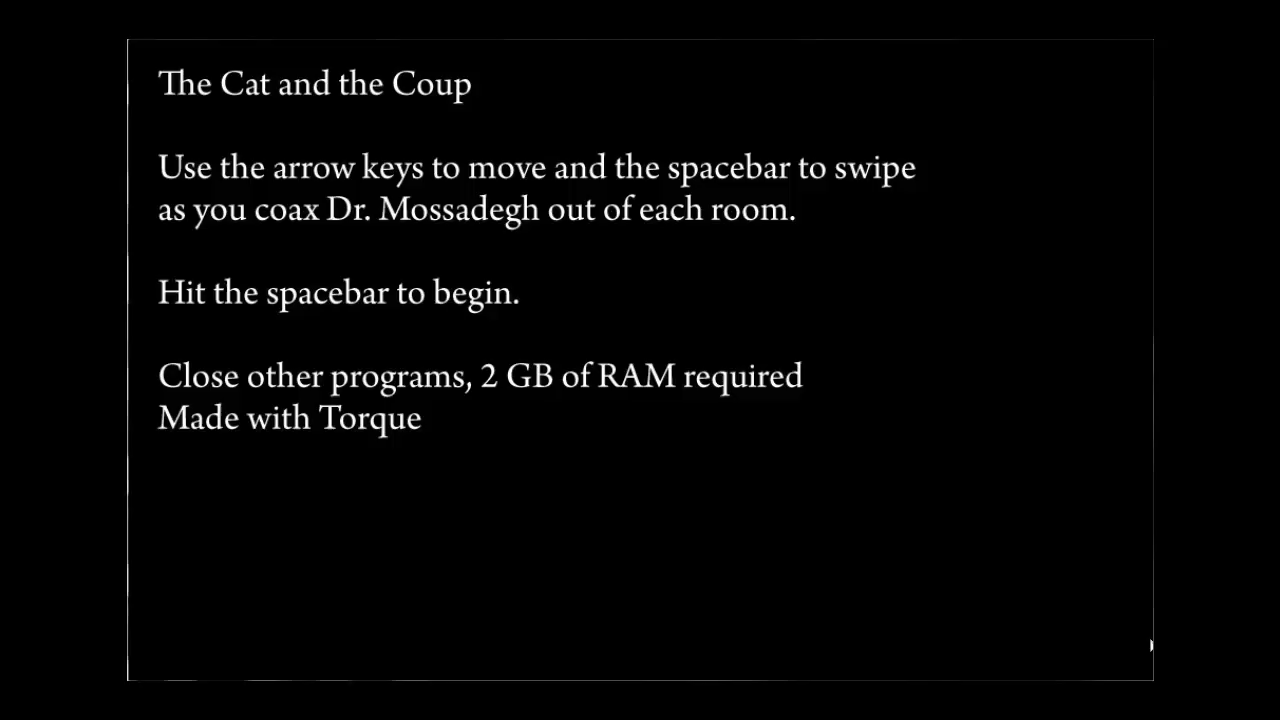 The Cat and the Coup
Use the arrow keys to move and the spacebar to swipe
as you coax Dr. Mossadegh out of each room.
Hit the spacebar to begin.
Close other programs, 2 GB of RAM required
Made with Torque